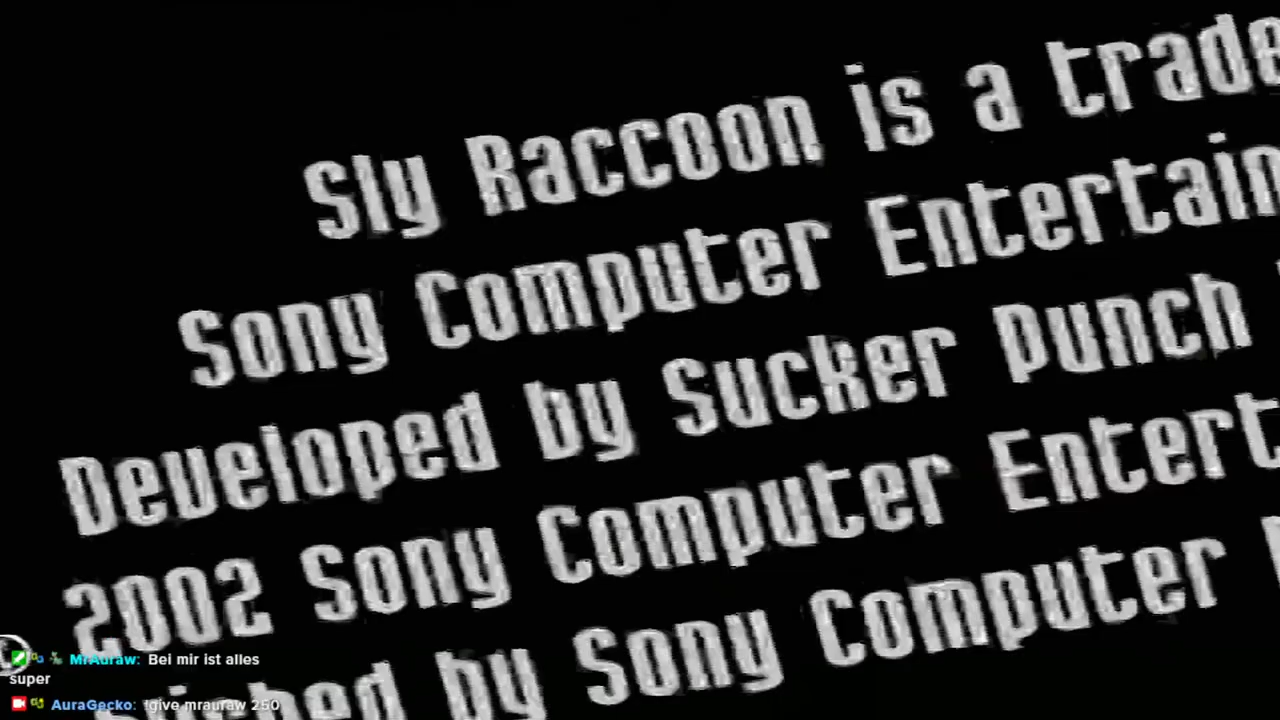 Sly Raccoon is a trade
Sony Computer Entertain
Developed by Sucker Punch
2002 Sony Computer Entert
by Sony Computer
MrAuraw: Bei mir ist alles
super
AuraGecko: !give mrauraw 250